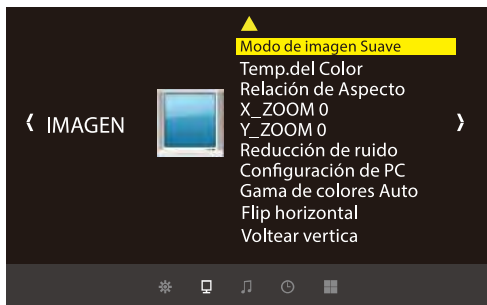 IMAGEN
Modo de imagen Suave
Temp.del Color
Relación de Aspecto
X_ZOOM 0
Y_ZOOM 0
Reducción de ruido
Configuración de PC
Gama de colores Auto
Flip horizontal
Voltear vertica